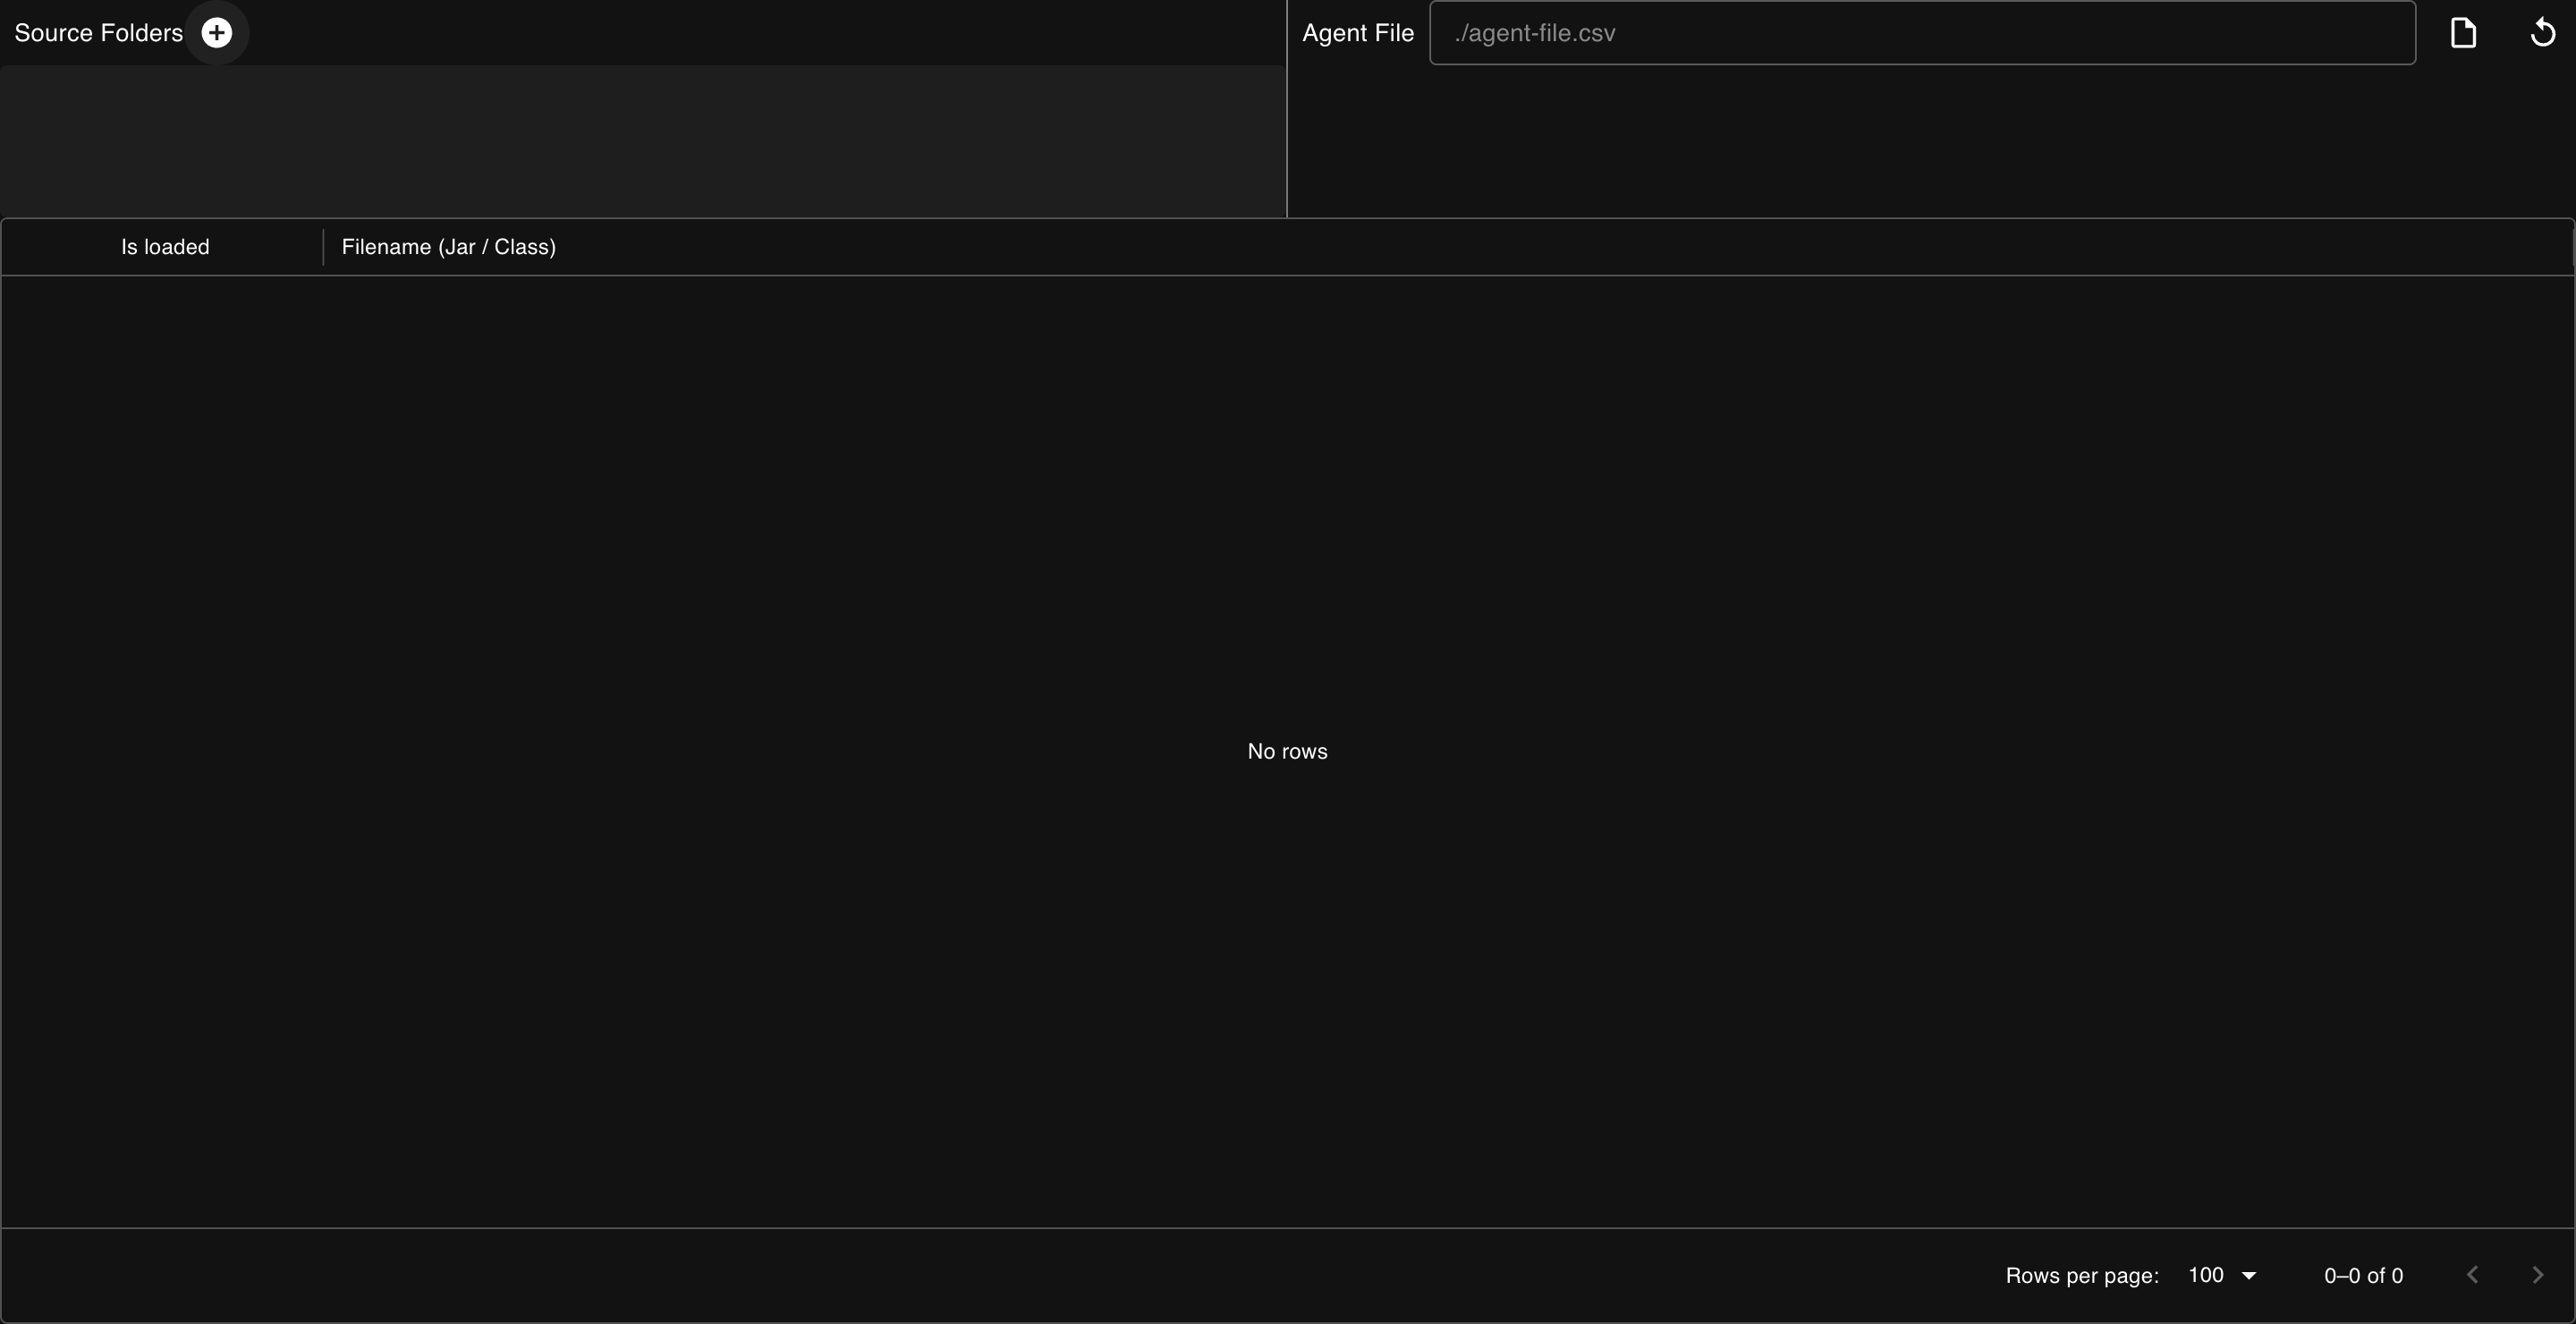 Source Folders
Agent File
./agent-file.csv
Is loaded
Filename (Jar / Class)
No rows
Rows per page: 100 0–0 of 0